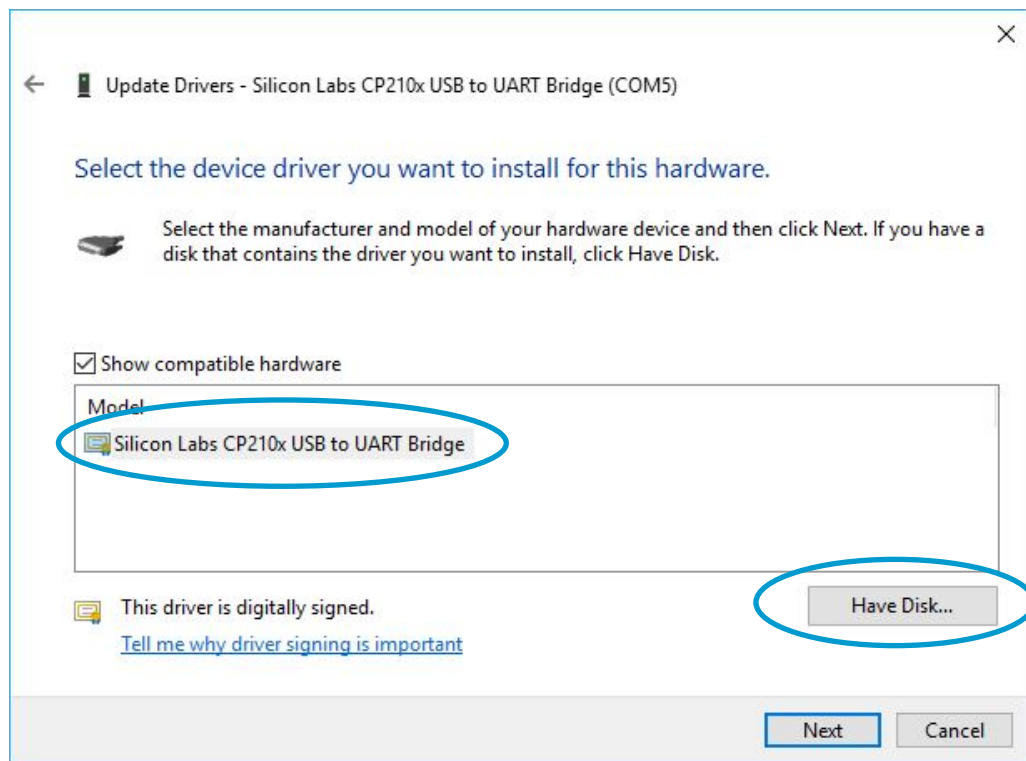 Update Drivers - Silicon Labs CP210x USB to UART Bridge (COM5)
Select the device driver you want to install for this hardware.
Select the manufacturer and model of your hardware device and then click Next. If you have a
disk that contains the driver you want to install, click Have Disk.
Show compatible hardware
Model
Silicon Labs CP210x USB to UART Bridge
This driver is digitally signed.
Have Disk...
Tell me why driver signing is important
Next
Cancel